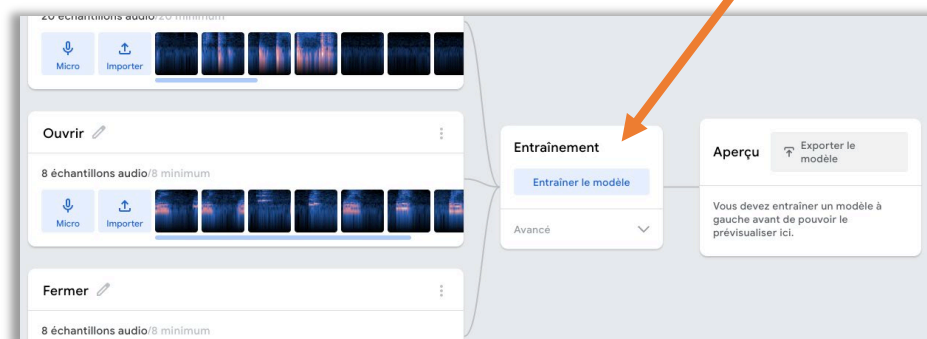 20 échantillons audio/20 minimum
Micro
Importer
Ouvrir
8 échantillons audio/8 minimum
Micro
Importer
Fermer
8 échantillons audio/8 minimum
Entraînement
Entraîner le modèle
Avancé
Aperçu
Exporter le
modèle
Vous devez entraîner un modèle à
gauche avant de pouvoir le
prévisualiser ici.